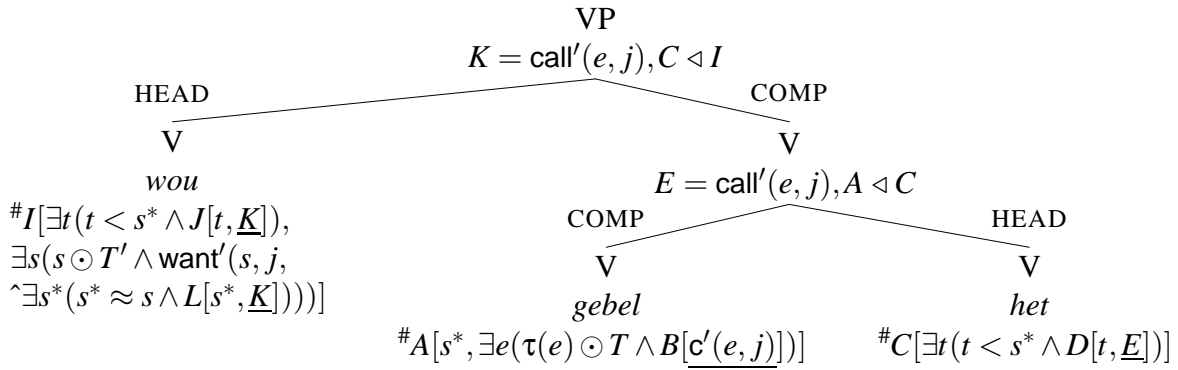 VP
K = call′(e, j), C ◁ I
HEAD COMP
V V
wou E = call′(e, j), A ◁ C
#I[∃t(t < s* ∧ J[t, K]),
∃s(s ⊙ T′ ∧ want′(s, j,
ˆ∃s*(s* ≈ s ∧ L[s*, K])))]
COMP HEAD
V V
gebel het
#A[s*, ∃e(τ(e) ⊙ T ∧ B[c′(e, j)])] #C[∃t(t < s* ∧ D[t, E])]